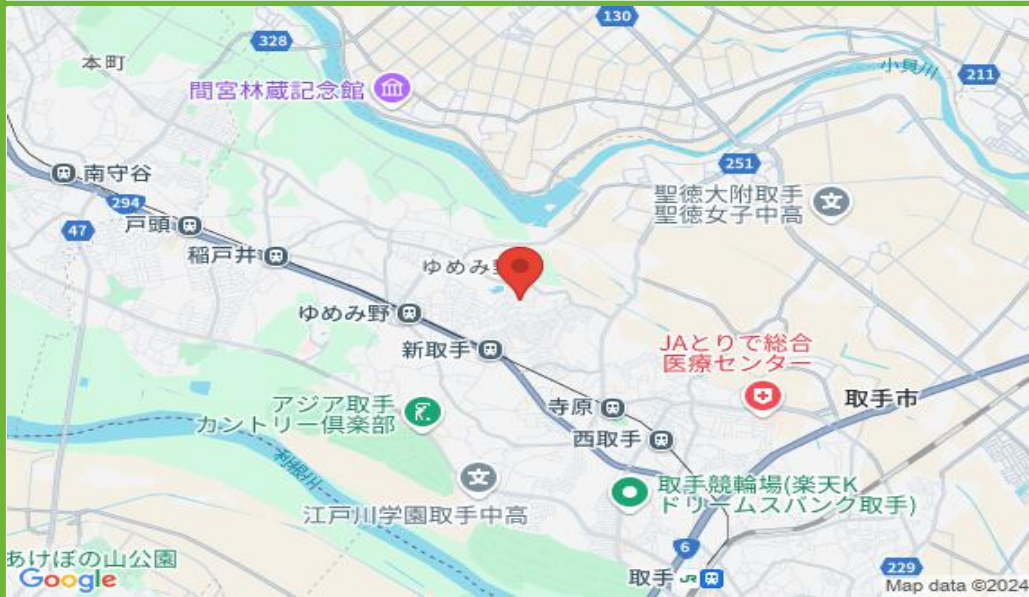 130
328
本町
小貝川
211
間宮林蔵記念館
251
南守谷
聖徳大附取手
聖徳女子中高
294
戸頭
47
稲戸井
ゆめみ
ゆめみ野
新取手
JAとりで総合
医療センター
アジア取手
カントリー倶楽部
寺原
取手市
西取手
利根川
取手競輪場(楽天K
ドリームスバンク取手)
江戸川学園取手中高
6
あけぼの山公園
取手
JR
229
Google
Map data ©2024